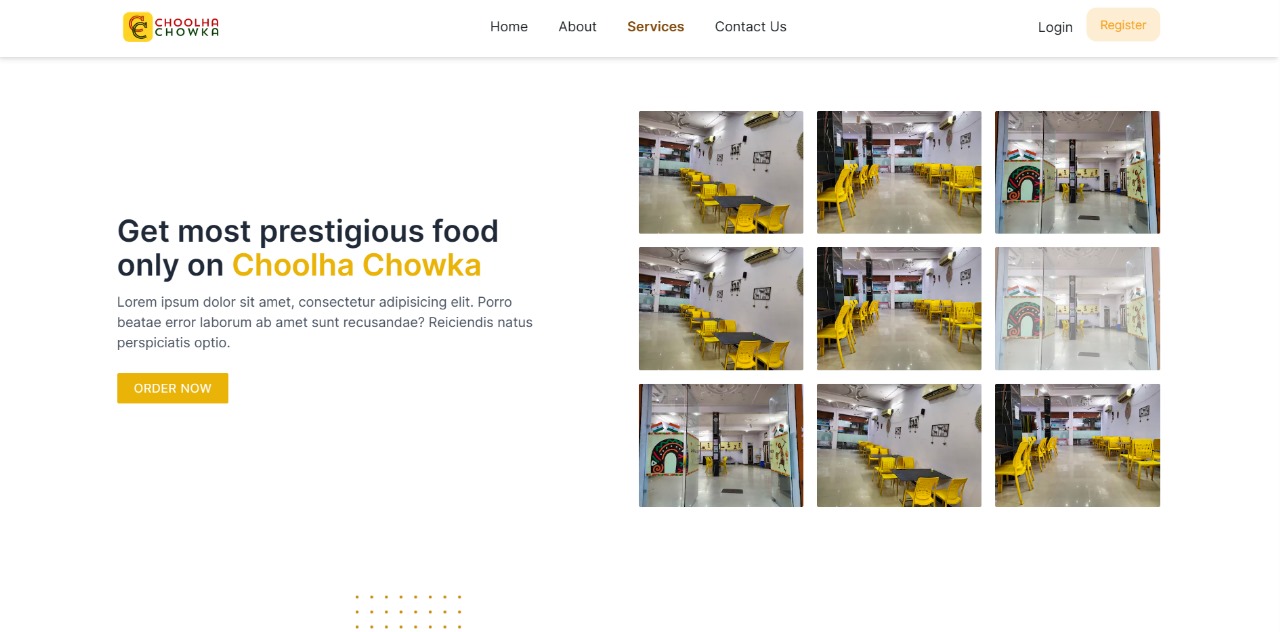 CHOOLHA
CHOWKA
Home About Services Contact Us
Login Register
Get most prestigious food
only on Choolha Chowka
Lorem ipsum dolor sit amet, consectetur adipisicing elit. Porro
beatae error laborum ab amet sunt recusandae? Reiciendis natus
perspiciatis optio.
ORDER NOW